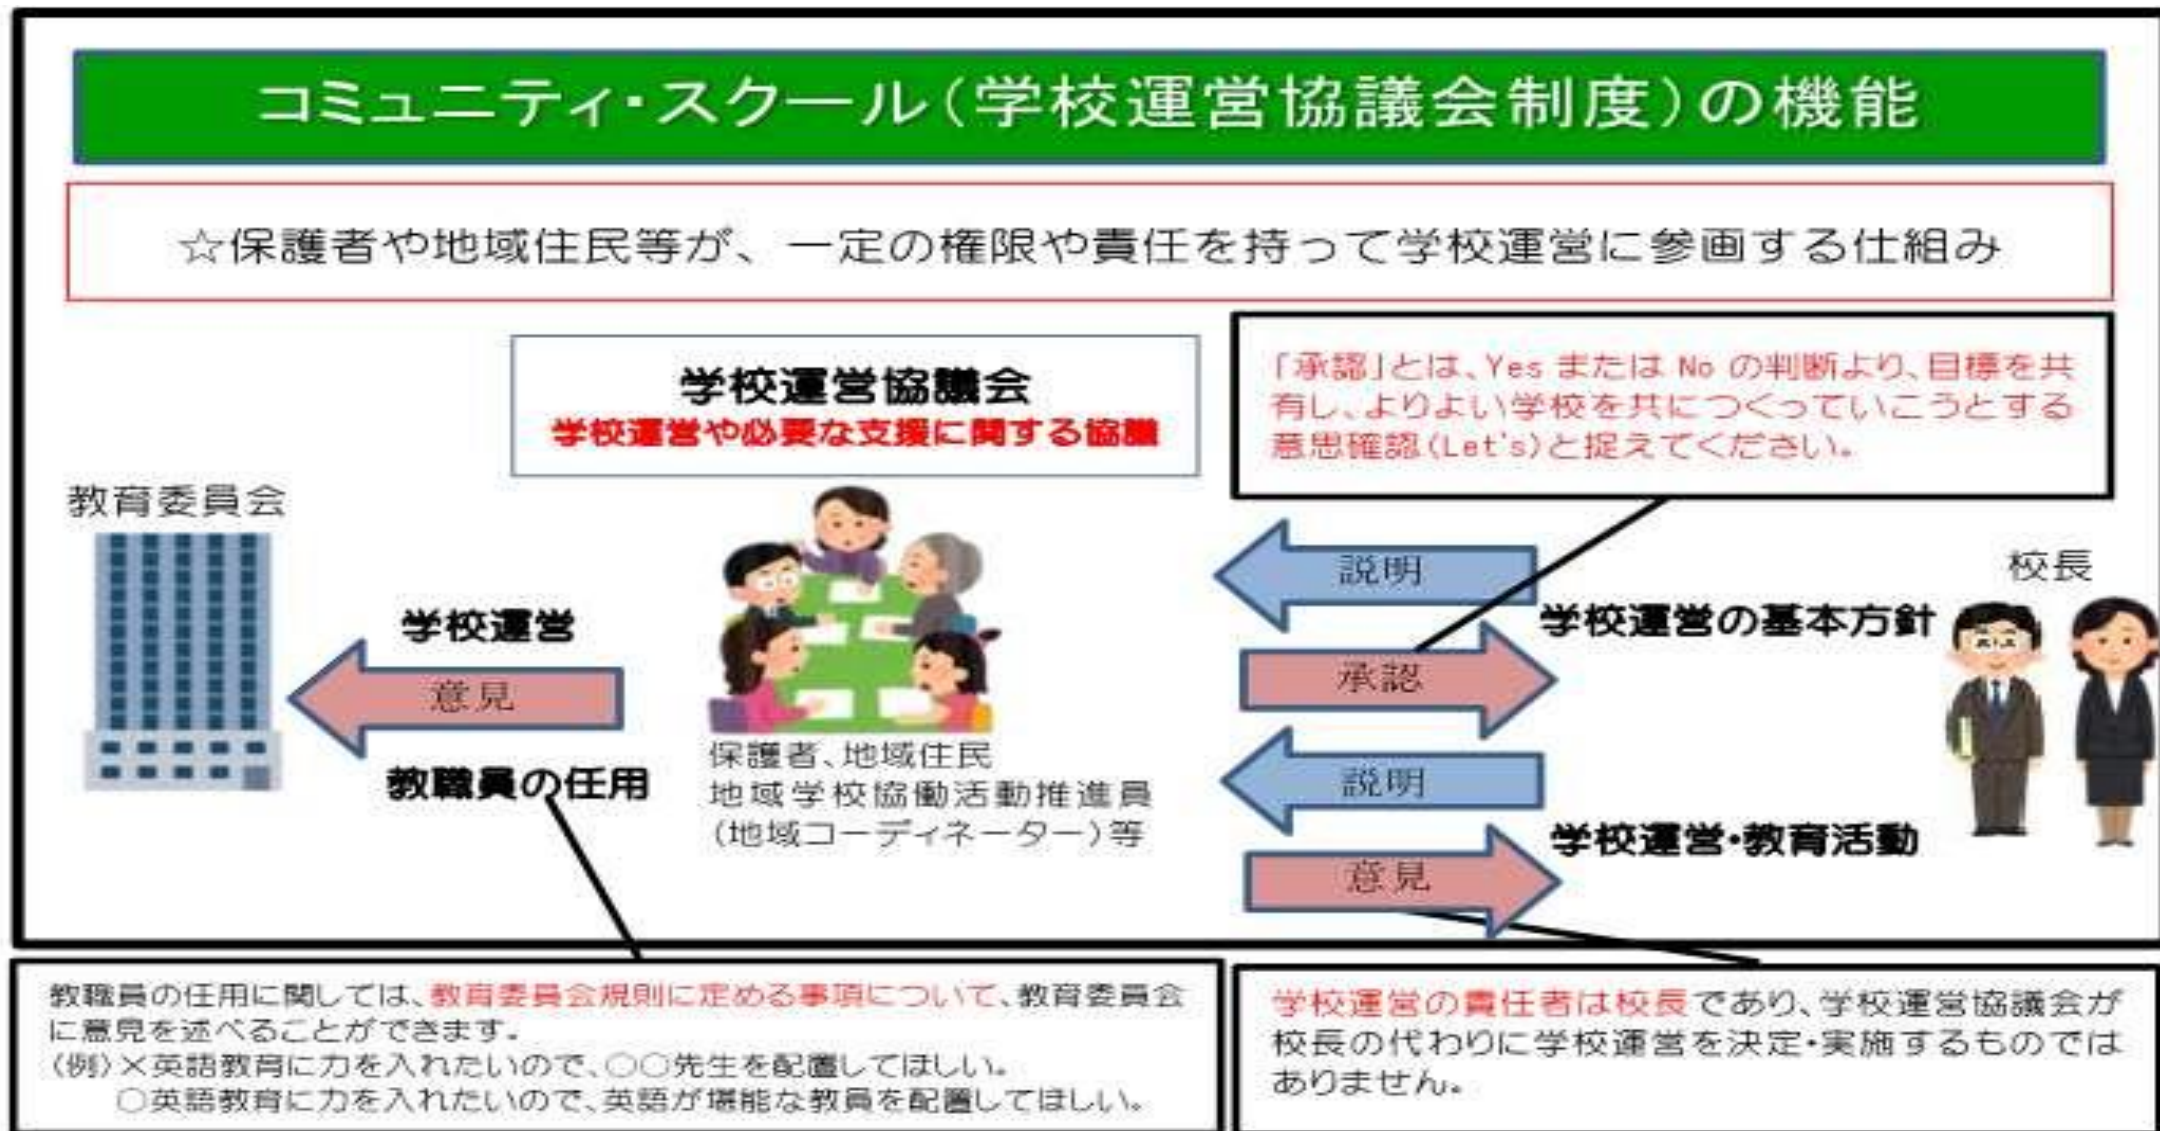 コミュニティ・スクール(学校運営協議会制度)の機能
☆保護者や地域住民等が、一定の権限や責任を持って学校運営に参画する仕組み
学校運営協議会
学校運営や必要な支援に関する協議
「承認」とは、Yes または No の判断より、目標を共
有し、よりよい学校を共につくっていこうとする
意思確認(Let's)と捉えてください。
教育委員会
学校運営
意見
教職員の任用
保護者、地域住民
地域学校協働活動推進員
(地域コーディネーター)等
説明
学校運営の基本方針
承認
説明
学校運営・教育活動
意見
校長
教職員の任用に関しては、教育委員会規則に定める事項について、教育委員会
に意見を述べることができます。
(例)×英語教育に力を入れたいので、○○先生を配置してほしい。
○英語教育に力を入れたいので、英語が堪能な教員を配置してほしい。
学校運営の責任者は校長であり、学校運営協議会が
校長の代わりに学校運営を決定・実施するものでは
ありません。